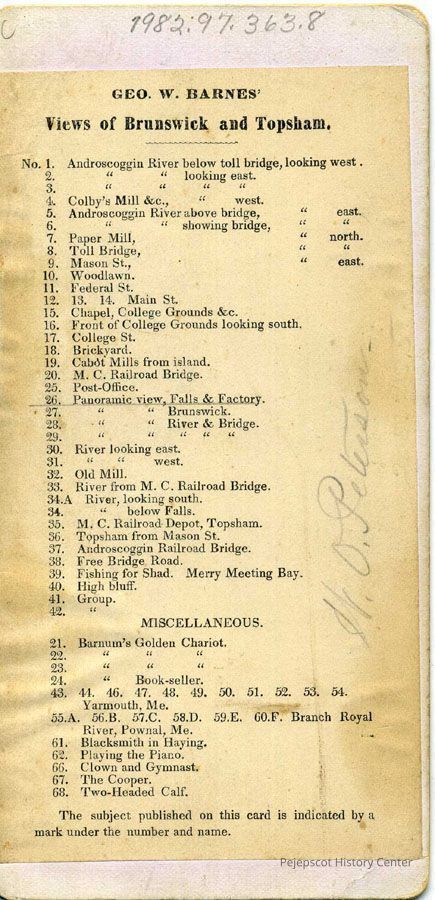 1982.97.363.8
GEO. W. BARNES'
Views of Brunswick and Topsham.
No. 1. Androscoggin River below toll bridge, looking west.
2. " " looking east.
3. " " " "
4. Colby's Mill &c., " west.
5. Androscoggin River above bridge, " east.
6. " " showing bridge, " "
7. Paper Mill, " north.
8. Toll Bridge, " "
9. Mason St., " east.
10. Woodlawn.
11. Federal St.
12. 13. 14. Main St.
15. Chapel, College Grounds &c.
16. Front of College Grounds looking south.
17. College St.
18. Brickyard.
19. Cabot Mills from island.
20. M. C. Railroad Bridge.
25. Post-Office.
26. Panoramic view, Falls & Factory.
27. " " Brunswick.
28. " " River & Bridge.
29. " " " " "
30. River looking east.
31. " " west.
32. Old Mill.
33. River from M. C. Railroad Bridge.
34.A River, looking south.
34. " below Falls.
35. M. C. Railroad Depot, Topsham.
36. Topsham from Mason St.
37. Androscoggin Railroad Bridge.
38. Free Bridge Road.
39. Fishing for Shad. Merry Meeting Bay.
40. High bluff.
41. Group.
42. "
MISCELLANEOUS.
21. Barnum's Golden Chariot.
22. " " "
23. " " "
24. " Book-seller.
43. 44. 46. 47. 48. 49. 50. 51. 52. 53. 54.
Yarmouth, Me.
55.A. 56.B. 57.C. 58.D. 59.E. 60.F. Branch Royal
River, Pownal, Me.
61. Blacksmith in Haying.
62. Playing the Piano.
66. Clown and Gymnast.
67. The Cooper.
68. Two-Headed Calf.
The subject published on this card is indicated by a
mark under the number and name.
O. Peterson
Pejepscot History Center